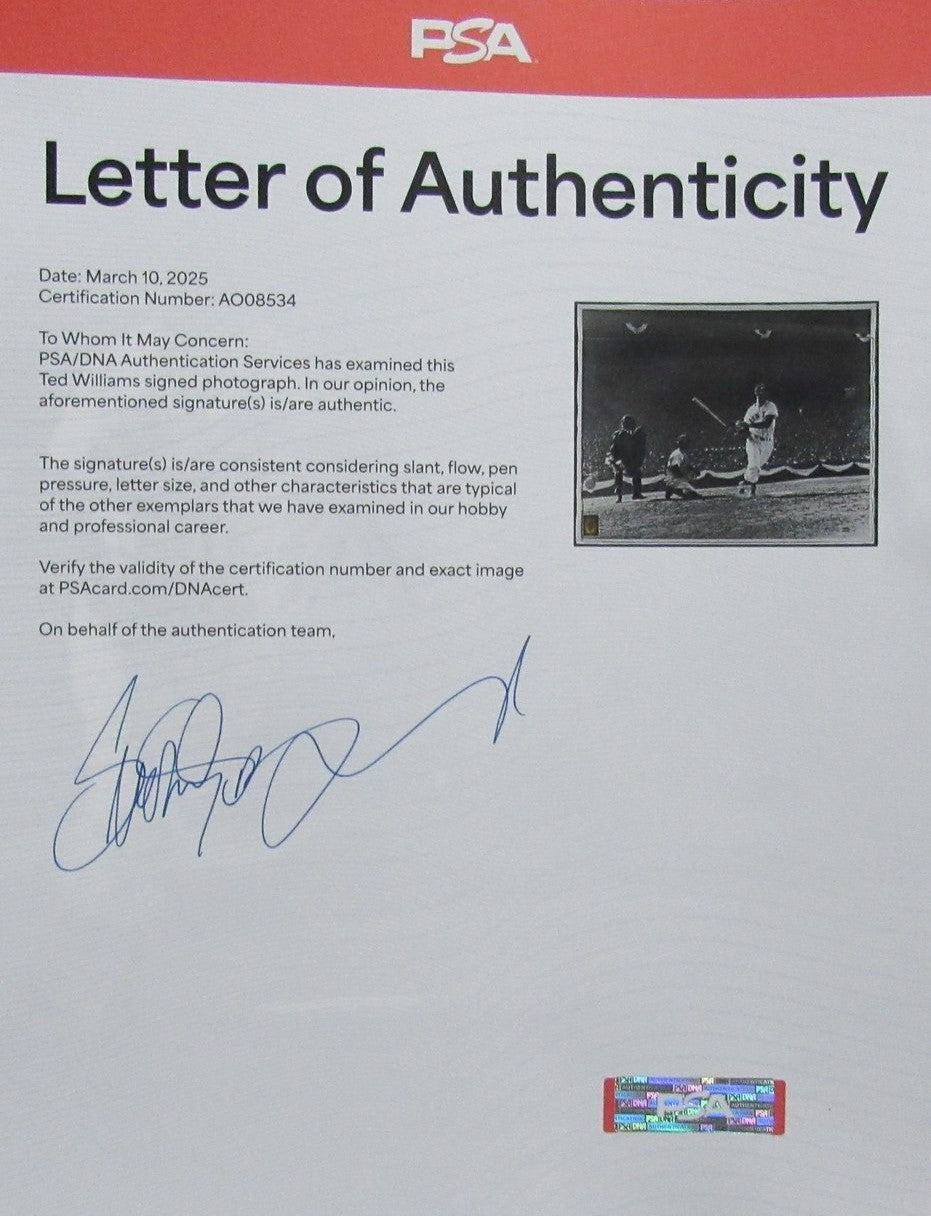 PSA
Letter of Authenticity
Date: March 10, 2025
Certification Number: AO08534
To Whom It May Concern:
PSA/DNA Authentication Services has examined this
Ted Williams signed photograph. In our opinion, the
aforementioned signature(s) is/are authentic.
The signature(s) is/are consistent considering slant, flow, pen
pressure, letter size, and other characteristics that are typical
of the other exemplars that we have examined in our hobby
and professional career.
Verify the validity of the certification number and exact image
at PSAcard.com/DNAcert.
On behalf of the authentication team,
PSA